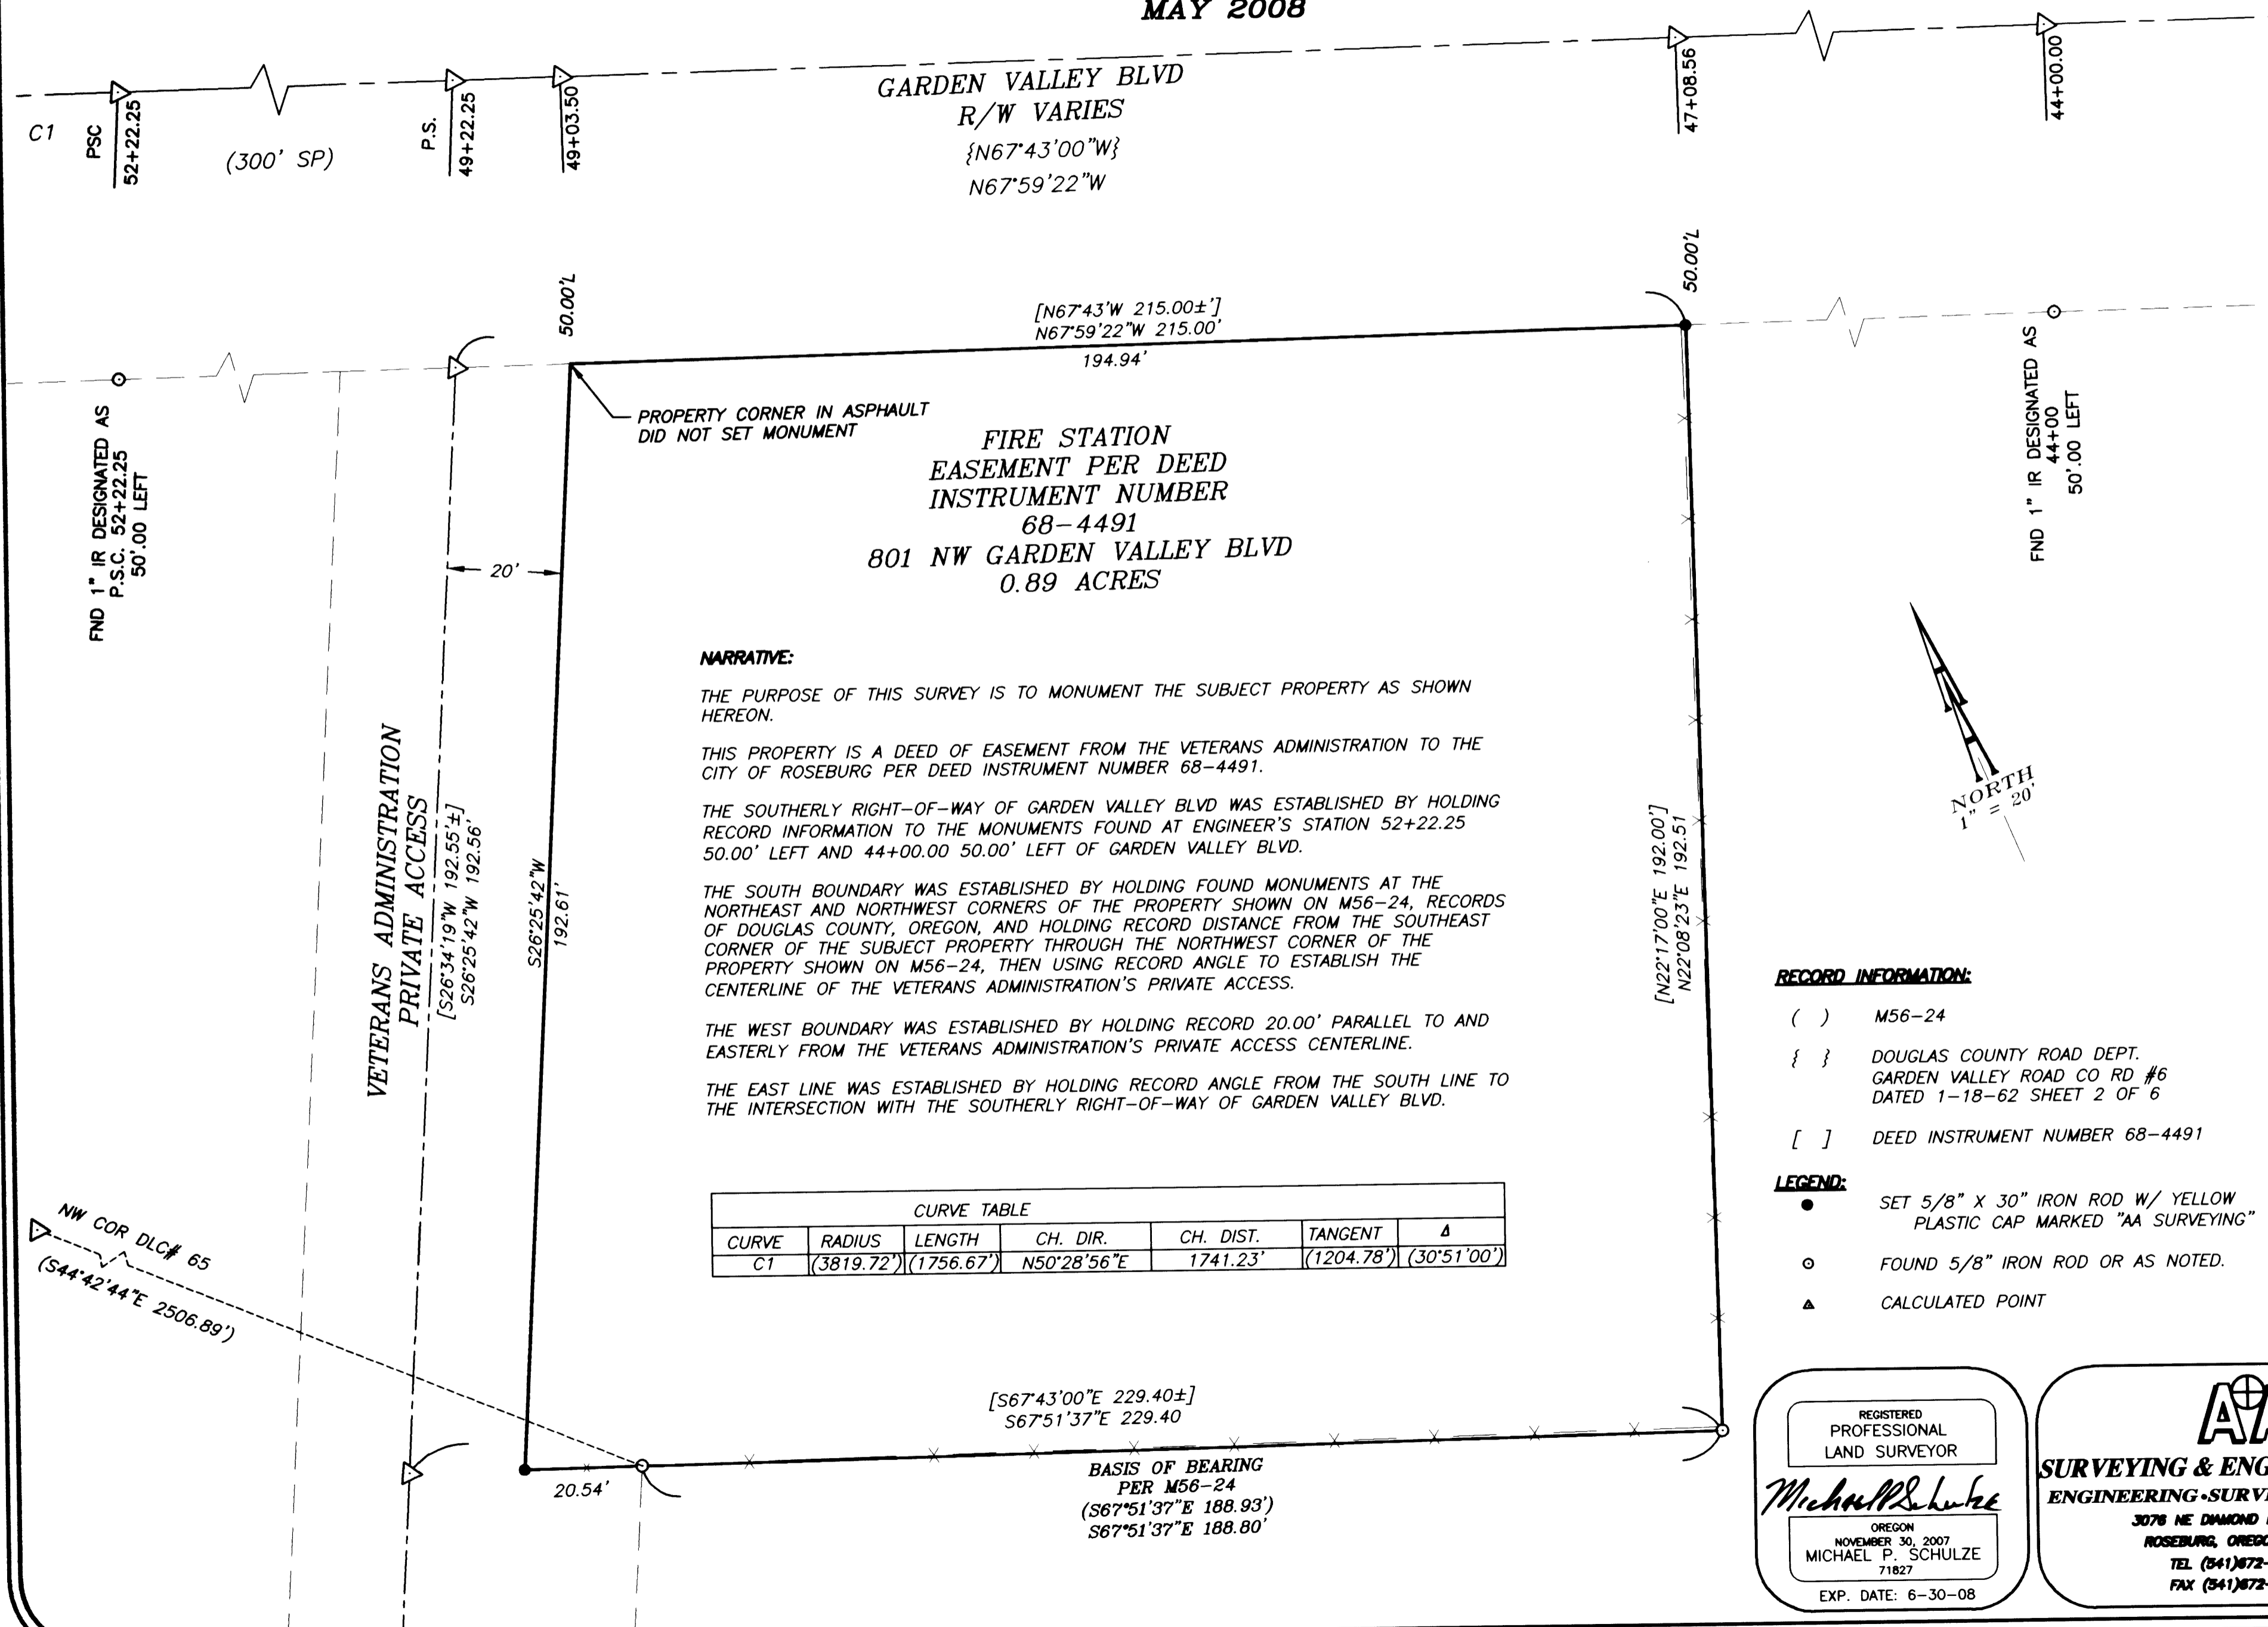 MAY 2008
GARDEN VALLEY BLVD
R/W VARIES
{N67°43'00"W}
N67°59'22"W
C1
PSC
52+22.25
(300' SP)
P.S.
49+22.25
49+03.50
47+08.56
44+00.00
50.00'L
50.00'L
[N67°43'W 215.00±']
N67°59'22"W 215.00'
194.94'
PROPERTY CORNER IN ASPHAULT
DID NOT SET MONUMENT
FND 1" IR DESIGNATED AS
P.S.C. 52+22.25
50'.00 LEFT
FND 1" IR DESIGNATED AS
44+00
50'.00 LEFT
FIRE STATION
EASEMENT PER DEED
INSTRUMENT NUMBER
68-4491
801 NW GARDEN VALLEY BLVD
0.89 ACRES
20'
NARRATIVE:
THE PURPOSE OF THIS SURVEY IS TO MONUMENT THE SUBJECT PROPERTY AS SHOWN
HEREON.
THIS PROPERTY IS A DEED OF EASEMENT FROM THE VETERANS ADMINISTRATION TO THE
CITY OF ROSEBURG PER DEED INSTRUMENT NUMBER 68-4491.
THE SOUTHERLY RIGHT-OF-WAY OF GARDEN VALLEY BLVD WAS ESTABLISHED BY HOLDING
RECORD INFORMATION TO THE MONUMENTS FOUND AT ENGINEER'S STATION 52+22.25
50.00' LEFT AND 44+00.00 50.00' LEFT OF GARDEN VALLEY BLVD.
THE SOUTH BOUNDARY WAS ESTABLISHED BY HOLDING FOUND MONUMENTS AT THE
NORTHEAST AND NORTHWEST CORNERS OF THE PROPERTY SHOWN ON M56-24, RECORDS
OF DOUGLAS COUNTY, OREGON, AND HOLDING RECORD DISTANCE FROM THE SOUTHEAST
CORNER OF THE SUBJECT PROPERTY THROUGH THE NORTHWEST CORNER OF THE
PROPERTY SHOWN ON M56-24, THEN USING RECORD ANGLE TO ESTABLISH THE
CENTERLINE OF THE VETERANS ADMINISTRATION'S PRIVATE ACCESS.
THE WEST BOUNDARY WAS ESTABLISHED BY HOLDING RECORD 20.00' PARALLEL TO AND
EASTERLY FROM THE VETERANS ADMINISTRATION'S PRIVATE ACCESS CENTERLINE.
THE EAST LINE WAS ESTABLISHED BY HOLDING RECORD ANGLE FROM THE SOUTH LINE TO
THE INTERSECTION WITH THE SOUTHERLY RIGHT-OF-WAY OF GARDEN VALLEY BLVD.
VETERANS ADMINISTRATION
PRIVATE ACCESS
[S26°34'19"W 192.55'±]
S26°25'42"W 192.56'
S26°25'42"W
192.61'
[N22°17'00"E 192.00']
N22°08'23"E 192.51
NORTH
1" = 20'
CURVE TABLE
CURVE RADIUS LENGTH CH. DIR. CH. DIST. TANGENT Δ
C1 (3819.72') (1756.67') N50°28'56"E 1741.23' (1204.78') (30°51'00')
NW COR DLC# 65
(S44°42'44"E 2506.89')
[S67°43'00"E 229.40±]
S67°51'37"E 229.40
20.54'
BASIS OF BEARING
PER M56-24
(S67°51'37"E 188.93')
S67°51'37"E 188.80'
RECORD INFORMATION:
( ) M56-24
{ } DOUGLAS COUNTY ROAD DEPT.
GARDEN VALLEY ROAD CO RD #6
DATED 1-18-62 SHEET 2 OF 6
[ ] DEED INSTRUMENT NUMBER 68-4491
LEGEND:
SET 5/8" X 30" IRON ROD W/ YELLOW
PLASTIC CAP MARKED "AA SURVEYING"
FOUND 5/8" IRON ROD OR AS NOTED.
CALCULATED POINT
REGISTERED
PROFESSIONAL
LAND SURVEYOR
Michael P Schulze
OREGON
NOVEMBER 30, 2007
MICHAEL P. SCHULZE
71827
EXP. DATE: 6-30-08
SURVEYING & ENG
ENGINEERING•SURV
3076 NE DIAMOND
ROSEBURG, OREGO
TEL (541)672-
FAX (541)672-